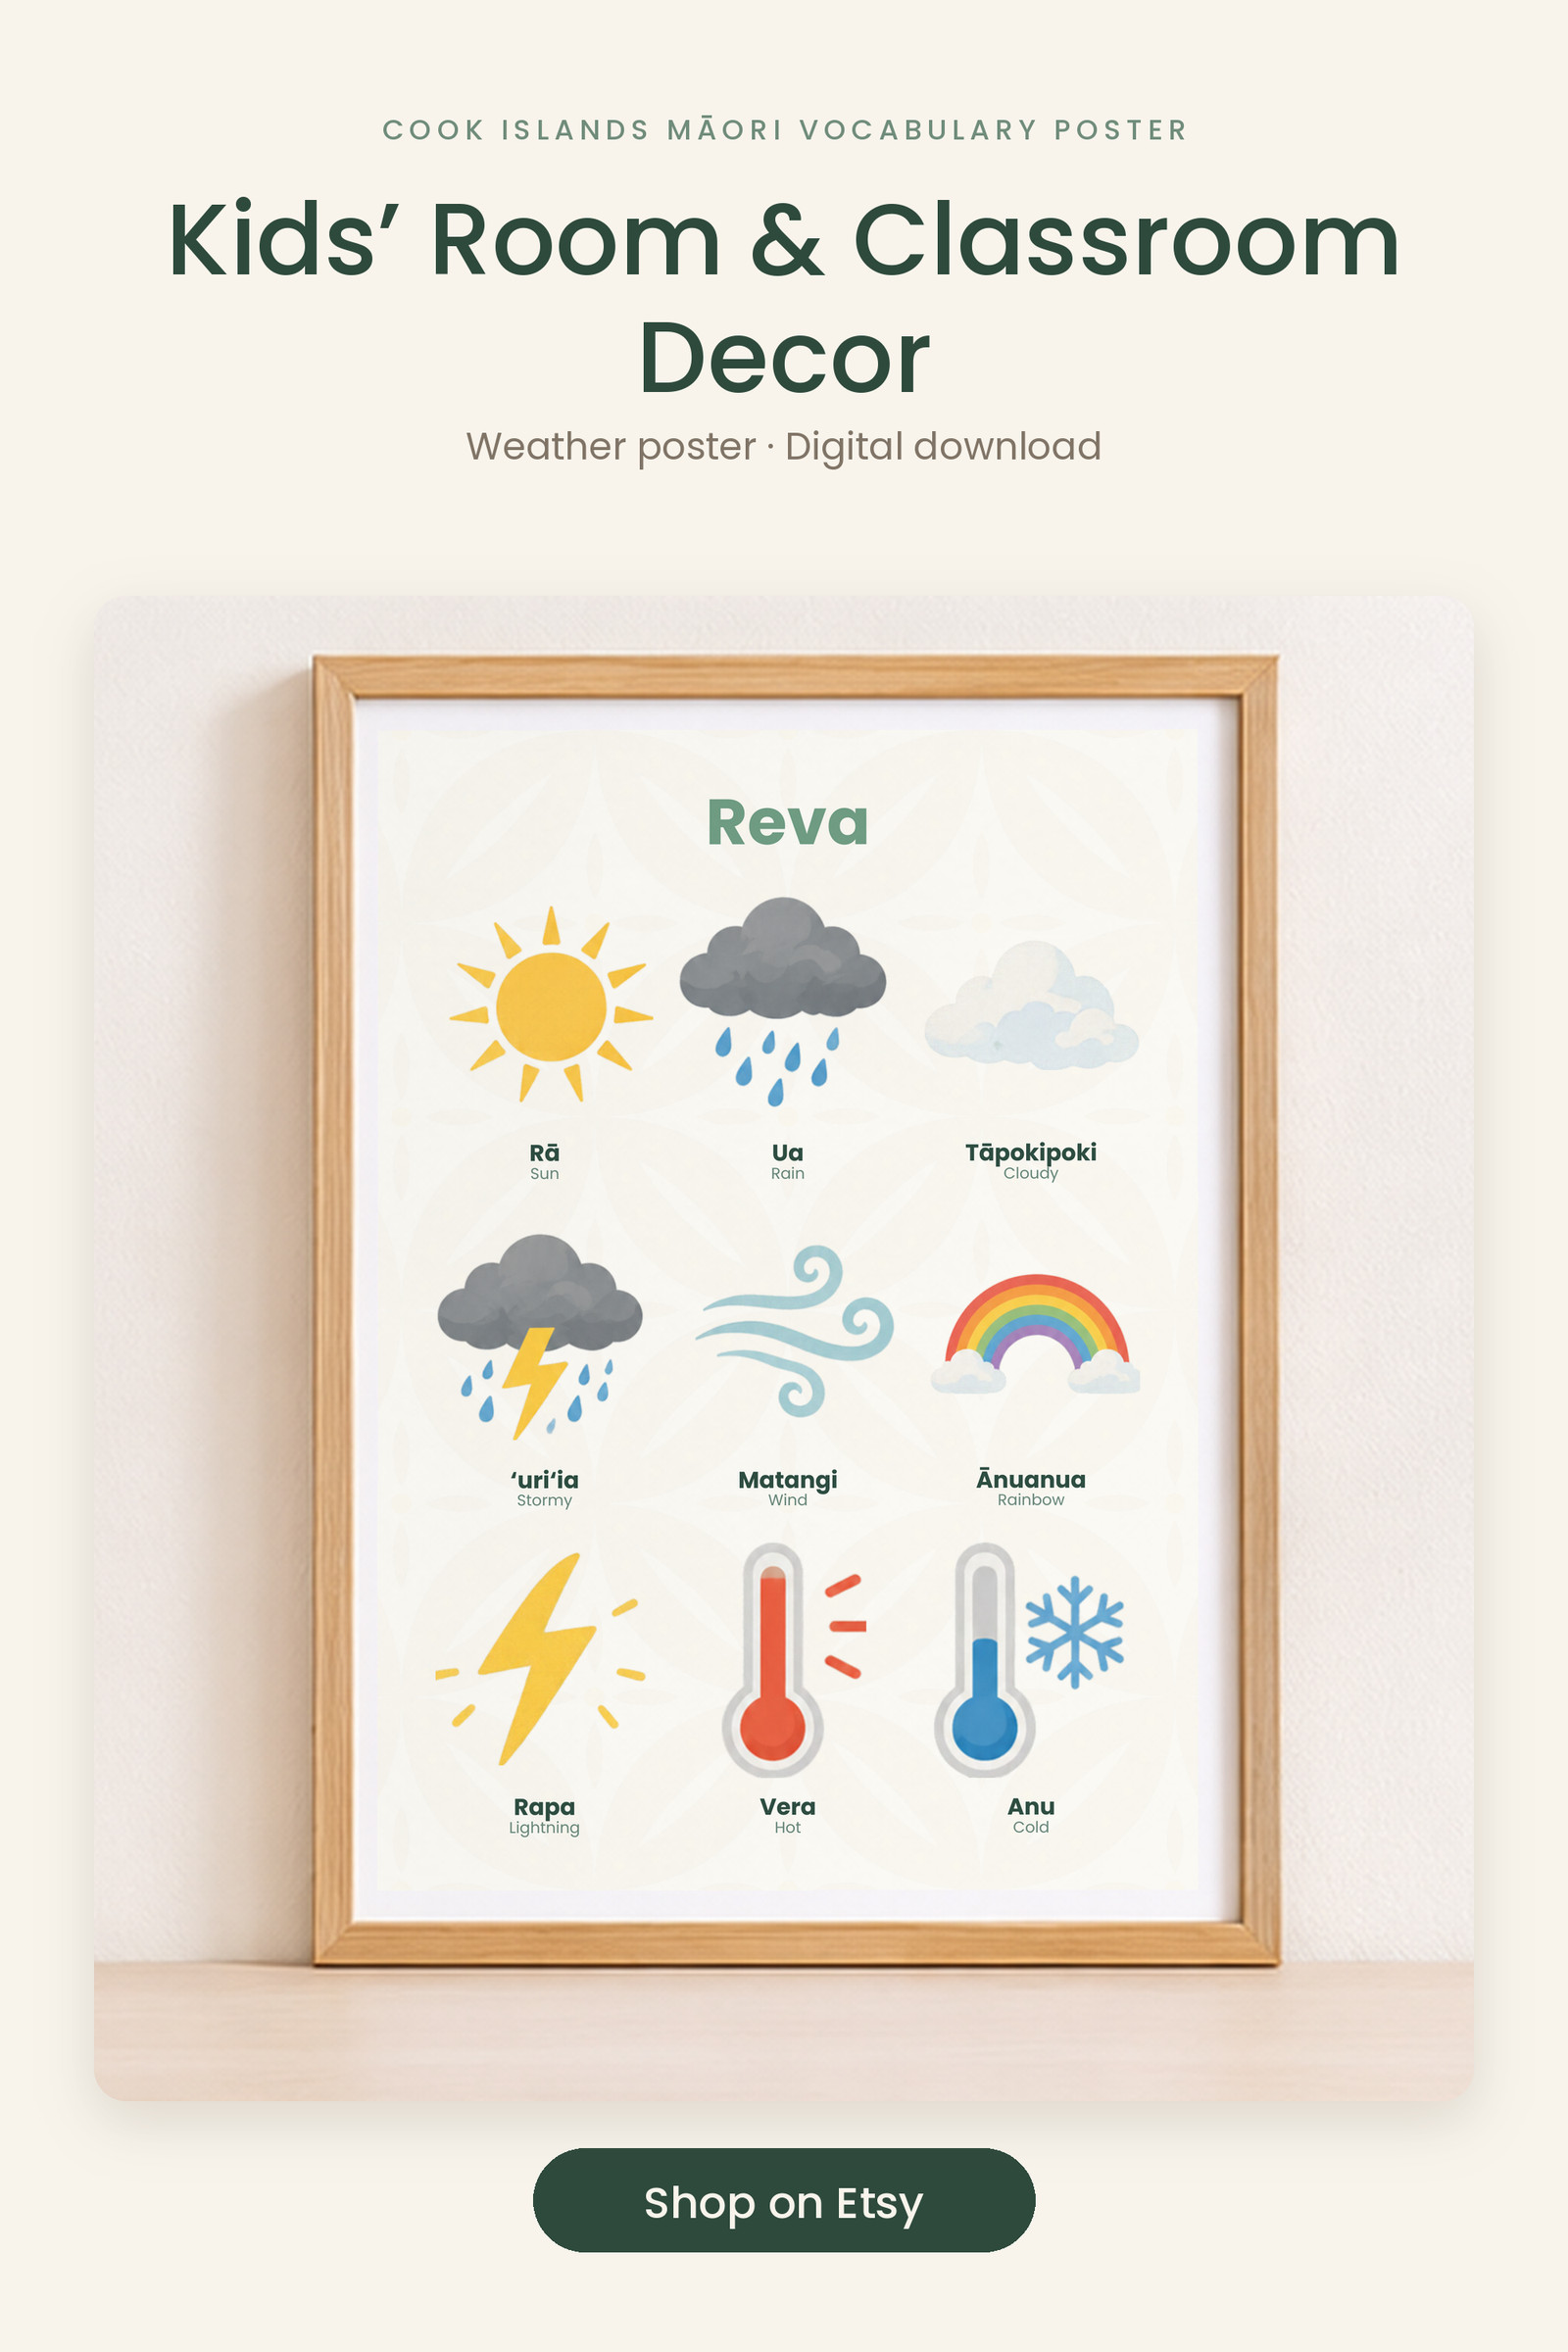 COOK ISLANDS MĀORI VOCABULARY POSTER
Kids’ Room & Classroom
Decor
Weather poster · Digital download
Reva
Rā
Sun
Ua
Rain
Tāpokipoki
Cloudy
‘uri‘ia
Stormy
Matangi
Wind
Ānuanua
Rainbow
Rapa
Lightning
Vera
Hot
Anu
Cold
Shop on Etsy